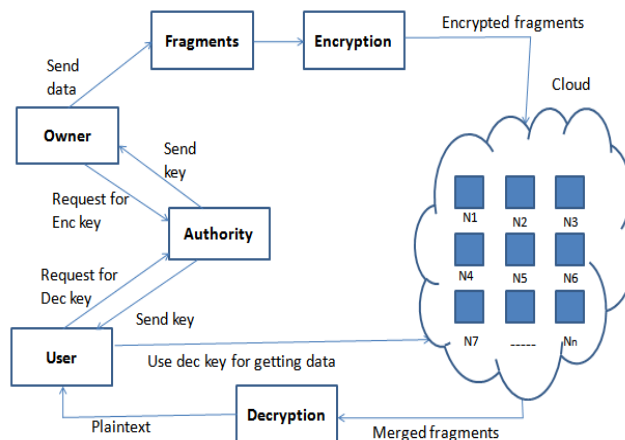 Fragments
Encryption
Encrypted fragments
Send
data
Cloud
Owner
Send
key
Request for
Enc key
N1 N2 N3
Authority
N4 N5 N6
Request for
Dec key
Send key
N7 ----- Nn
User
Use dec key for getting data
Decryption
Plaintext
Merged fragments